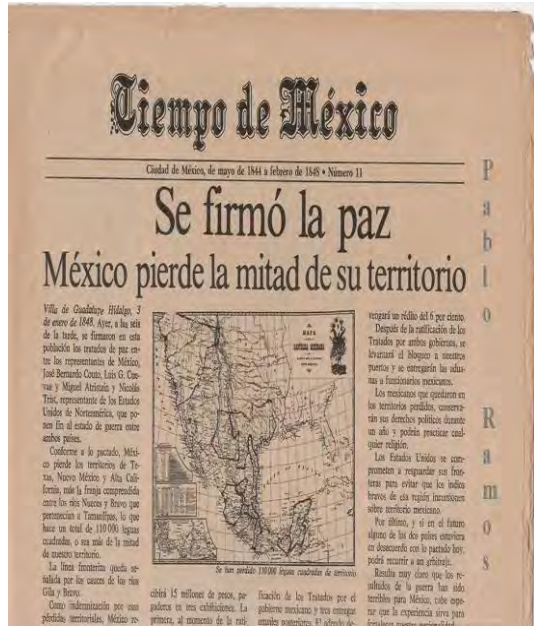 Tiempo de México
Ciudad de México, de mayo de 1844 a febrero de 1848 • Número 11
Se firmó la paz
México pierde la mitad de su territorio
Villa de Guadalupe Hidalgo, 3
de enero de 1848. Ayer, a las seis
de la tarde, se firmaron en esta
población los tratados de paz en-
tre los representantes de México,
José Bernardo Couto, Luis G. Cue-
vas y Miguel Atristain y Nicolás
Trist, representante de los Estados
Unidos de Norteamérica, que po-
nen fin al estado de guerra entre
ambos países.
Conforme a lo pactado, Méxi-
co pierde los territorios de Te-
xas, Nuevo México y Alta Cali-
fornia, más la franja comprendida
entre los ríos Nueces y Bravo que
pertenecían a Tamaulipas, lo que
hace un total de 110 000 leguas
cuadradas, o sea más de la mitad
de nuestro territorio.
La línea fronteriza queda se-
ñalada por los cauces de los ríos
Gila y Bravo.
Como indemnización por esas
pérdidas territoriales, México re-
MAPA
Se han perdido 110 000 leguas cuadradas de territorio
cibirá 15 millones de pesos, pa-
gaderos en tres exhibiciones. La
primera, al momento de la rati-
ficación de los Tratados por el
gobierno mexicano y tres entregas
anuales posteriores. El adeudo de-
vengará un rédito del 6 por ciento.
Después de la ratificación de los
Tratados por ambos gobiernos, se
levantará el bloqueo a nuestros
puertos y se entregarán las adua-
nas a funcionarios mexicanos.
Los mexicanos que quedaron en
los territorios perdidos, conserva-
rán sus derechos políticos durante
un año y podrán practicar cual-
quier religión.
Los Estados Unidos se com-
prometen a resguardar sus fron-
teras para evitar que los indios
bravos de esa región incursionen
sobre territorio mexicano.
Por último, y si en el futuro
alguno de los dos países estuviera
en desacuerdo con lo pactado hoy,
podrá recurrir a un arbitraje.
Resulta muy claro que los re-
sultados de la guerra han sido
terribles para México, cabe espe-
rar que la experiencia sirva para
fortalecer nuestra nacionalidad
Pablo Ramos